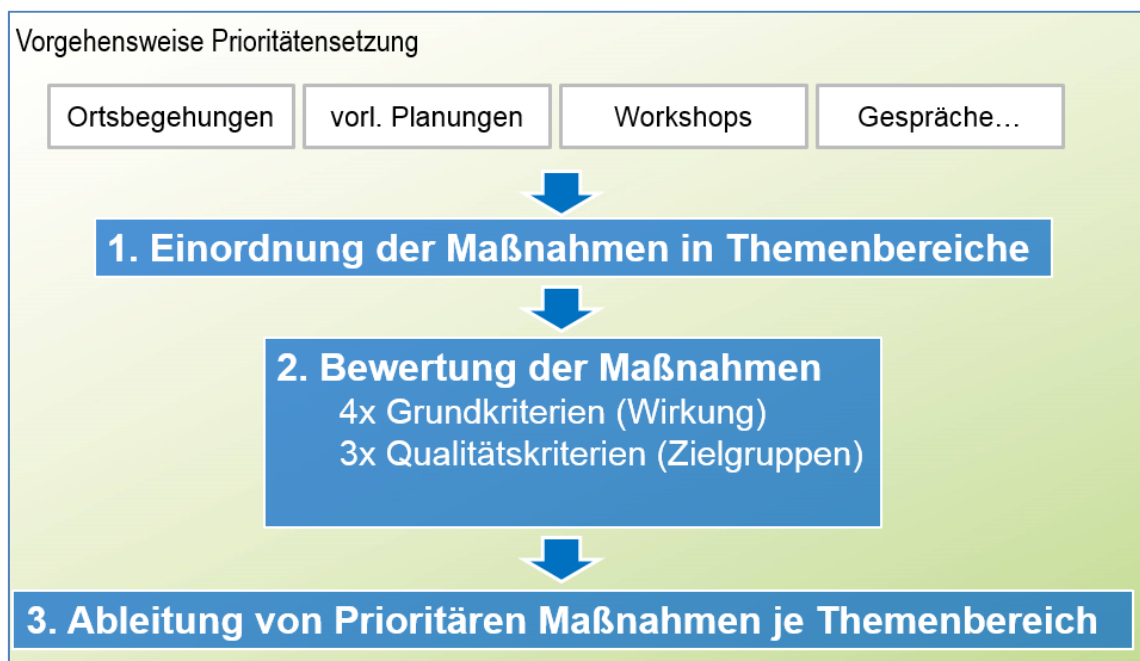 Vorgehensweise Prioritätensetzung
Ortsbegehungen
vorl. Planungen
Workshops
Gespräche…
1. Einordnung der Maßnahmen in Themenbereiche
2. Bewertung der Maßnahmen
4x Grundkriterien (Wirkung)
3x Qualitätskriterien (Zielgruppen)
3. Ableitung von Prioritären Maßnahmen je Themenbereich